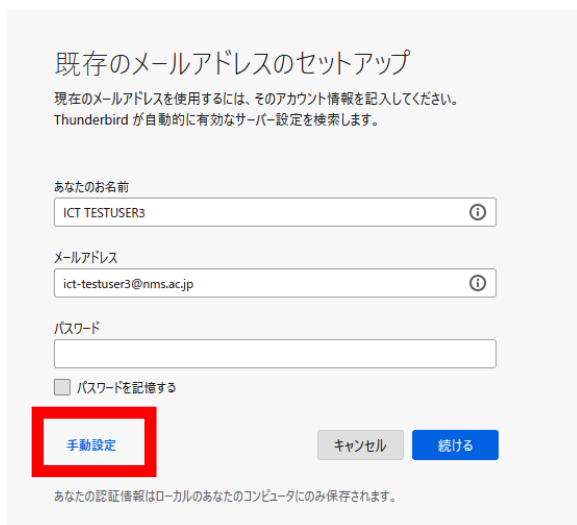 既存のメールアドレスのセットアップ
現在のメールアドレスを使用するには、そのアカウント情報を記入してください。
Thunderbird が自動的に有効なサーバー設定を検索します。
あなたのお名前
ICT TESTUSER3
メールアドレス
ict-testuser3@nms.ac.jp
パスワード
パスワードを記憶する
手動設定 キャンセル 続ける
あなたの認証情報はローカルのあなたのコンピュータにのみ保存されます。